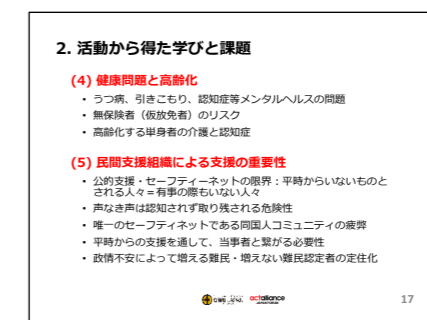 2. 活動から得た学びと課題
(4) 健康問題と高齢化
• うつ病、引きこもり、認知症等メンタルヘルスの問題
• 無保険者（仮放免者）のリスク
• 高齢化する単身者の介護と認知症
(5) 民間支援組織による支援の重要性
• 公的支援・セーフティーネットの限界：平時からいないものと
される人々＝有事の際もいない人々
• 声なき声は認知されず取り残される危険性
• 唯一のセーフティネットである同国人コミュニティの疲弊
• 平時からの支援を通して、当事者と繋がる必要性
• 政情不安によって増える難民・増えない難民認定者の定住化
actalliance
17